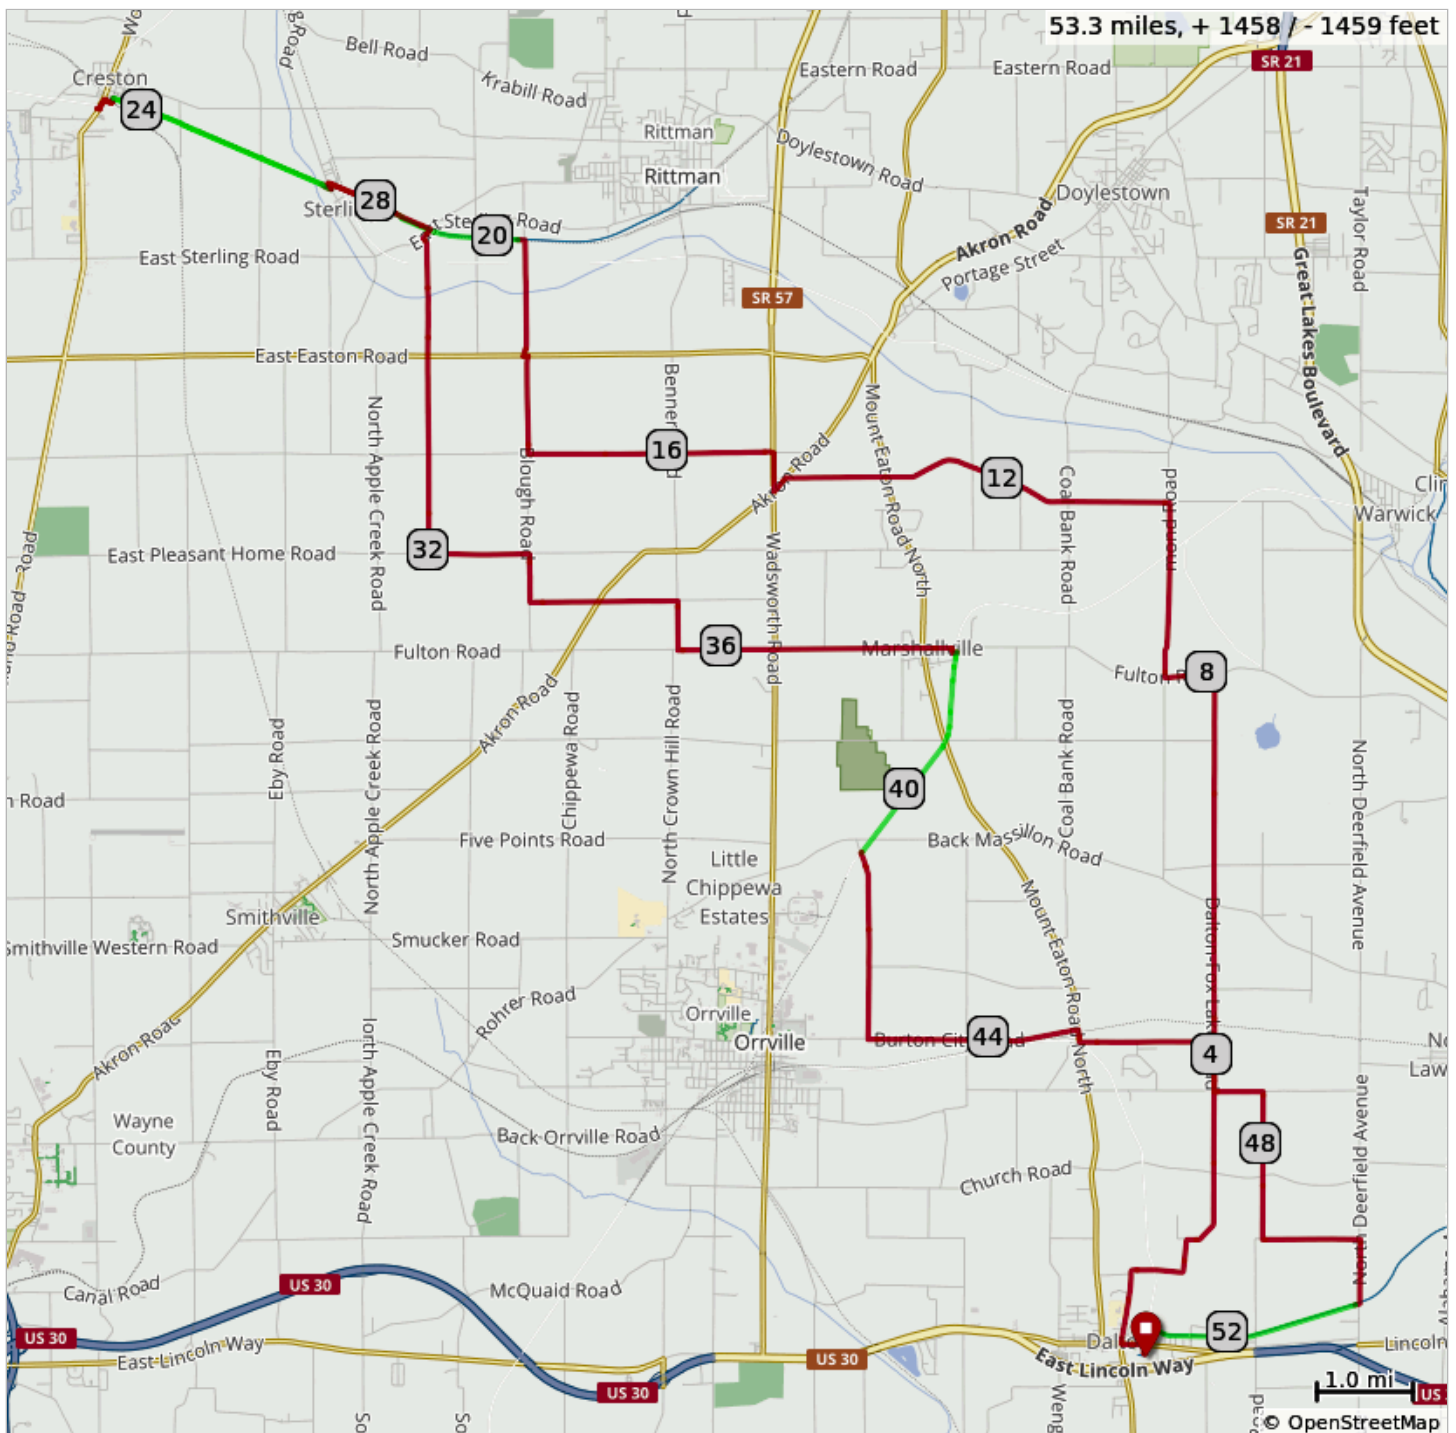 53.3 miles, + 1458 / - 1459 feet
Bell Road
Creston
24
Krabill Road
Eastern Road
Eastern Road
SR 21
Rittman
Rittman
Doylestown Road
Doylestown
Akron Road
Portage Street
SR 21
Taylor Road
28
20
East Sterling Road
SR 57
Great Lakes Boulevard
East Easton Road
North Apple Creek Road
16
Mount Eaton Road North
Akron Road
12
Coal Bank Road
Warwick
East Pleasant Home Road
32
Wadsworth Road
Fulton Road
36
Marshallville
8
Akron Road
Chippewa Road
North Crown Hill Road
Eby Road
North Apple Creek Road
40
Coal Bank Road
North Deerfield Avenue
Five Points Road
Little
Chippewa
Estates
Back Massillon Road
Smithville
Smithville Western Road
Smucker Road
Mount Eaton Road North
Rohrer Road
Orrville
Orrville
44
4
Akron Road
Eby Road
Wayne
County
Back Orrville Road
48
Church Road
North Deerfield Avenue
Canal Road
US 30
McQuaid Road
US 30
East Lincoln Way
US 30
US 30
52
East Lincoln Way
Lincoln
1.0 mi
US
© OpenStreetMap